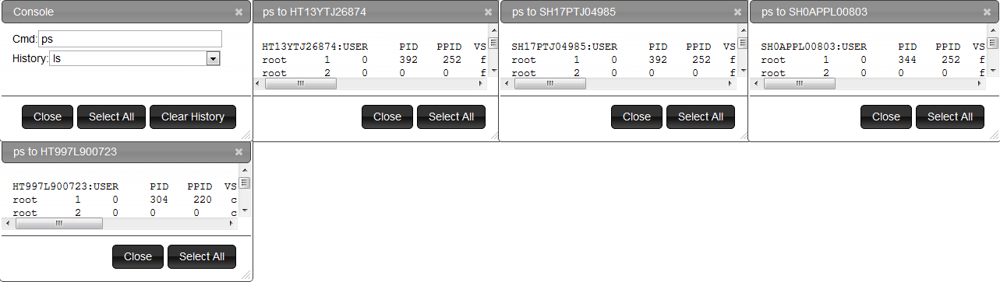 Console
Cmd: ps
History: ls
Close Select All Clear History
ps to HT13YTJ26874
HT13YTJ26874:USER PID PPID VS
root 1 0 392 252 f
root 2 0 0 0 f
Close Select All
ps to SH17PTJ04985
SH17PTJ04985:USER PID PPID VS
root 1 0 392 252 f
root 2 0 0 0 f
Close Select All
ps to SH0APPL00803
SH0APPL00803:USER PID PPID VS
root 1 0 344 252 f
root 2 0 0 0 f
Close Select All
ps to HT997L900723
HT997L900723:USER PID PPID VS
root 1 0 304 220 c
root 2 0 0 0 c
Close Select All